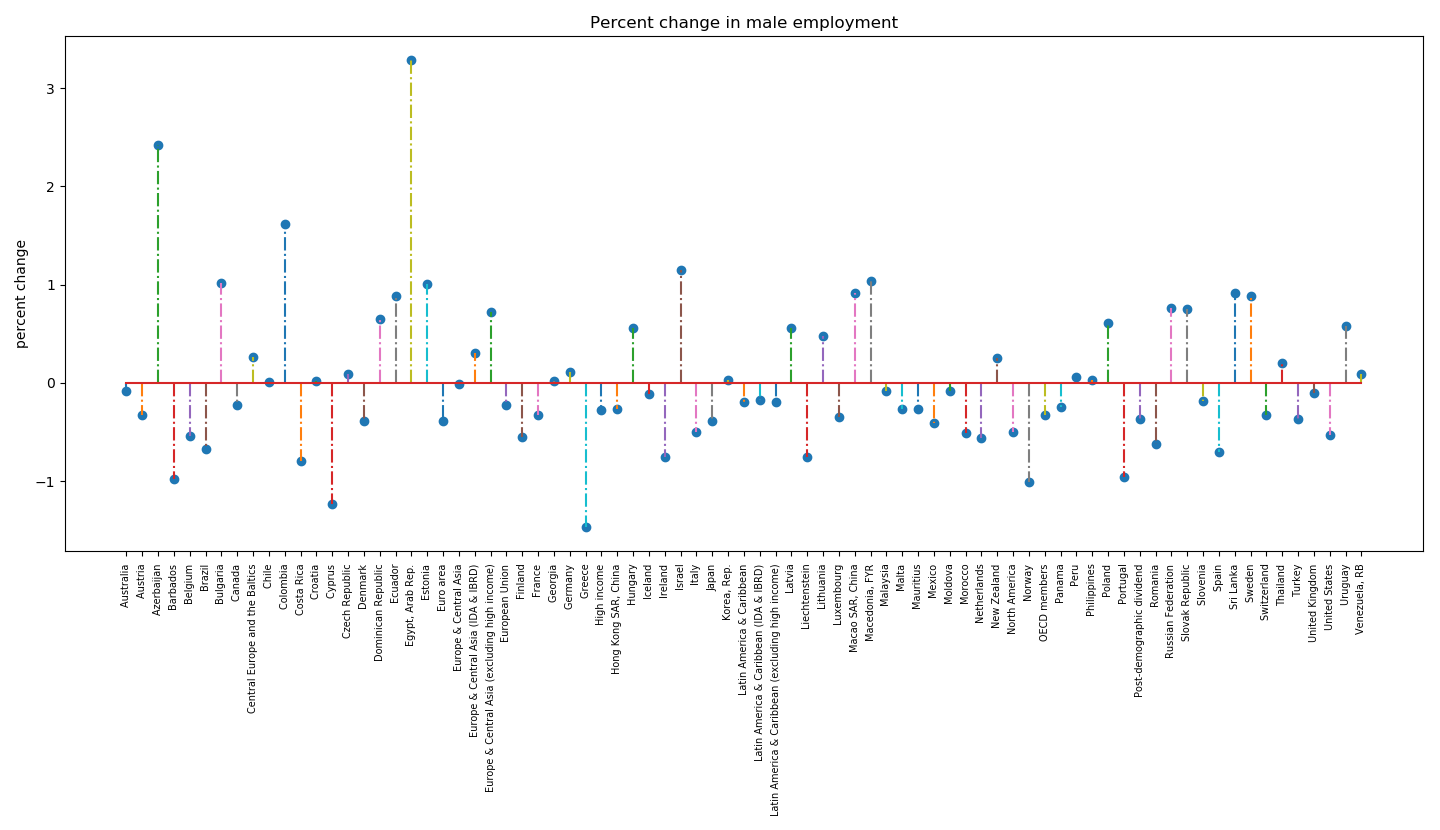 Percent change in male employment
percent change
3
2
1
0
−1
Australia
Austria
Azerbaijan
Barbados
Belgium
Brazil
Bulgaria
Canada
Central Europe and the Baltics
Chile
Colombia
Costa Rica
Croatia
Cyprus
Czech Republic
Denmark
Dominican Republic
Ecuador
Egypt, Arab Rep.
Estonia
Euro area
Europe & Central Asia
Europe & Central Asia (IDA & IBRD)
Europe & Central Asia (excluding high income)
European Union
Finland
France
Georgia
Germany
Greece
High income
Hong Kong SAR, China
Hungary
Iceland
Ireland
Israel
Italy
Japan
Korea, Rep.
Latin America & Caribbean
Latin America & Caribbean (IDA & IBRD)
Latin America & Caribbean (excluding high income)
Latvia
Liechtenstein
Lithuania
Luxembourg
Macao SAR, China
Macedonia, FYR
Malaysia
Malta
Mauritius
Mexico
Moldova
Morocco
Netherlands
New Zealand
North America
Norway
OECD members
Panama
Peru
Philippines
Poland
Portugal
Post-demographic dividend
Romania
Russian Federation
Slovak Republic
Slovenia
Spain
Sri Lanka
Sweden
Switzerland
Thailand
Turkey
United Kingdom
United States
Uruguay
Venezuela, RB